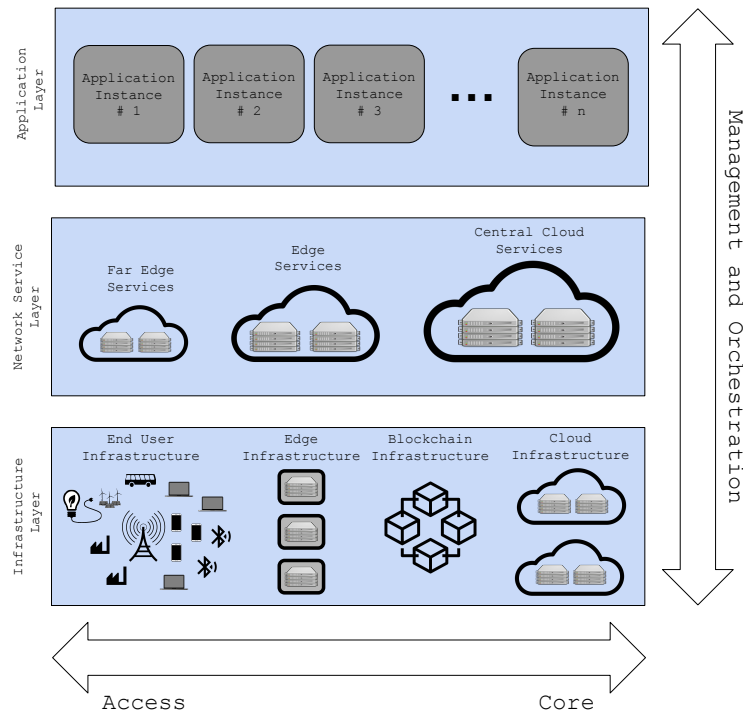 Application
Layer
Application
Instance
# 1
Application
Instance
# 2
Application
Instance
# 3
...
Application
Instance
# n
Network Service
Layer
Far Edge
Services
Edge
Services
Central Cloud
Services
Infrastructure
Layer
End User
Infrastructure
Edge
Infrastructure
Blockchain
Infrastructure
Cloud
Infrastructure
Management and Orchestration
Access
Core